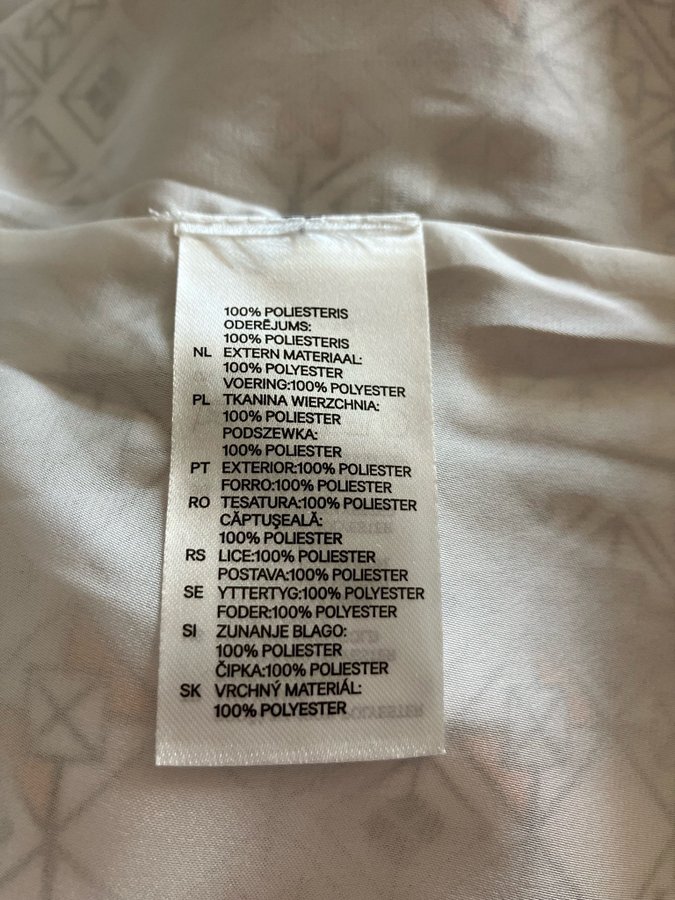 100% POLIESTERIS
ODERĒJUMS:
100% POLIESTERIS
NL EXTERN MATERIAAL:
100% POLYESTER
VOERING:100% POLYESTER
PL TKANINA WIERZCHNIA:
100% POLIESTER
PODSZEWKA:
100% POLIESTER
PT EXTERIOR:100% POLIESTER
FORRO:100% POLIESTER
RO TESATURA:100% POLIESTER
CĂPTUŞEALĂ:
100% POLIESTER
RS LICE:100% POLIESTER
POSTAVA:100% POLIESTER
SE YTTERTYG:100% POLYESTER
FODER:100% POLYESTER
SI ZUNANJE BLAGO:
100% POLIESTER
ČIPKA:100% POLIESTER
SK VRCHNÝ MATERIÁL:
100% POLYESTER